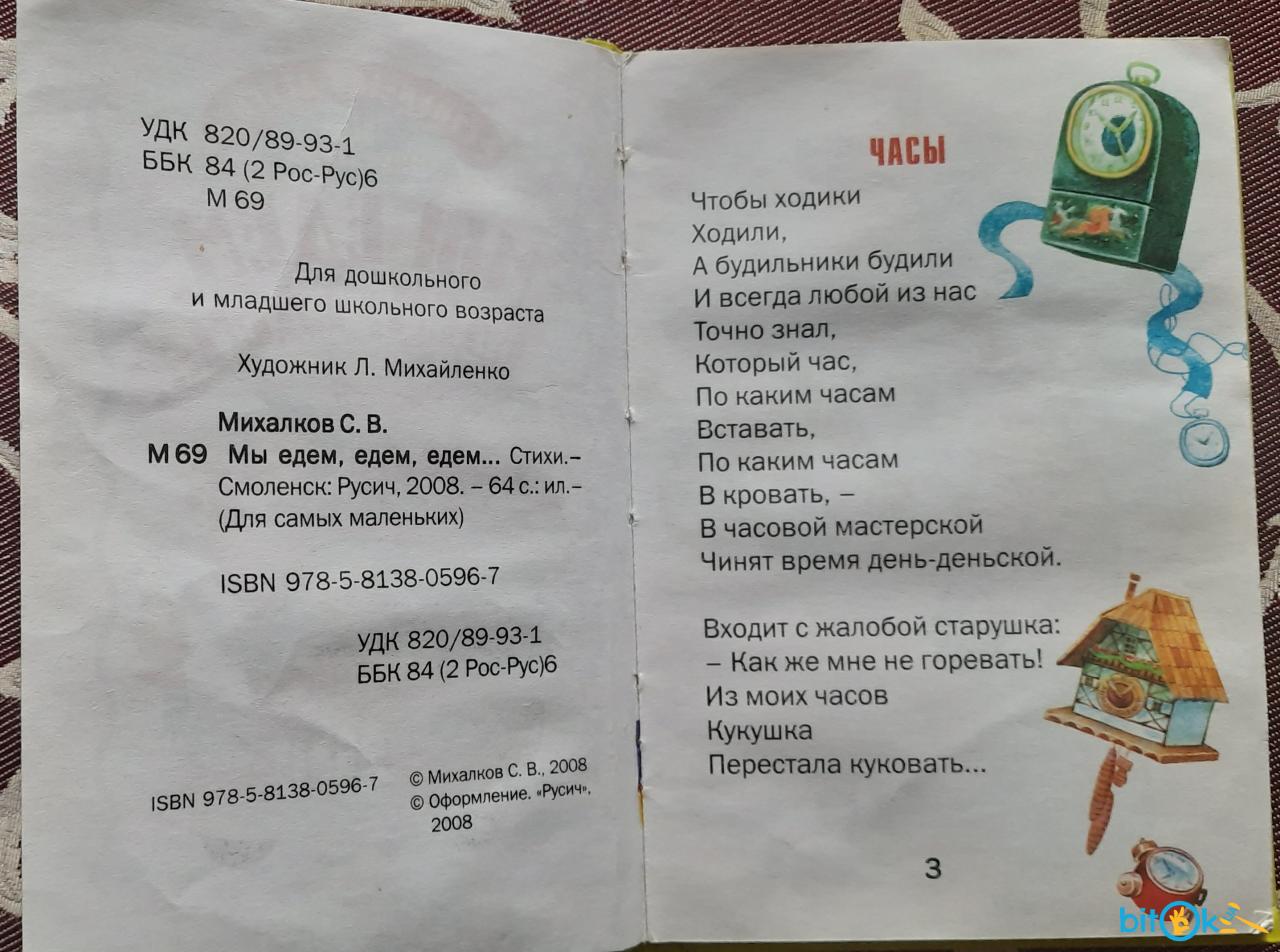 УДК 820/89-93-1
ББК 84 (2 Рос-Рус)6
М 69
Для дошкольного
и младшего школьного возраста
Художник Л. Михайленко
Михалков С. В.
М 69 Мы едем, едем, едем... Стихи.–
Смоленск: Русич, 2008. – 64 с.: ил.–
(Для самых маленьких)
ISBN 978-5-8138-0596-7
УДК 820/89-93-1
ББК 84 (2 Рос-Рус)6
ISBN 978-5-8138-0596-7
© Михалков С. В., 2008
© Оформление. «Русич»,
2008
ЧАСЫ
Чтобы ходики
Ходили,
А будильники будили
И всегда любой из нас
Точно знал,
Который час,
По каким часам
Вставать,
По каким часам
В кровать, –
В часовой мастерской
Чинят время день-деньской.
Входит с жалобой старушка:
– Как же мне не горевать!
Из моих часов
Кукушка
Перестала куковать...
3
bitOk